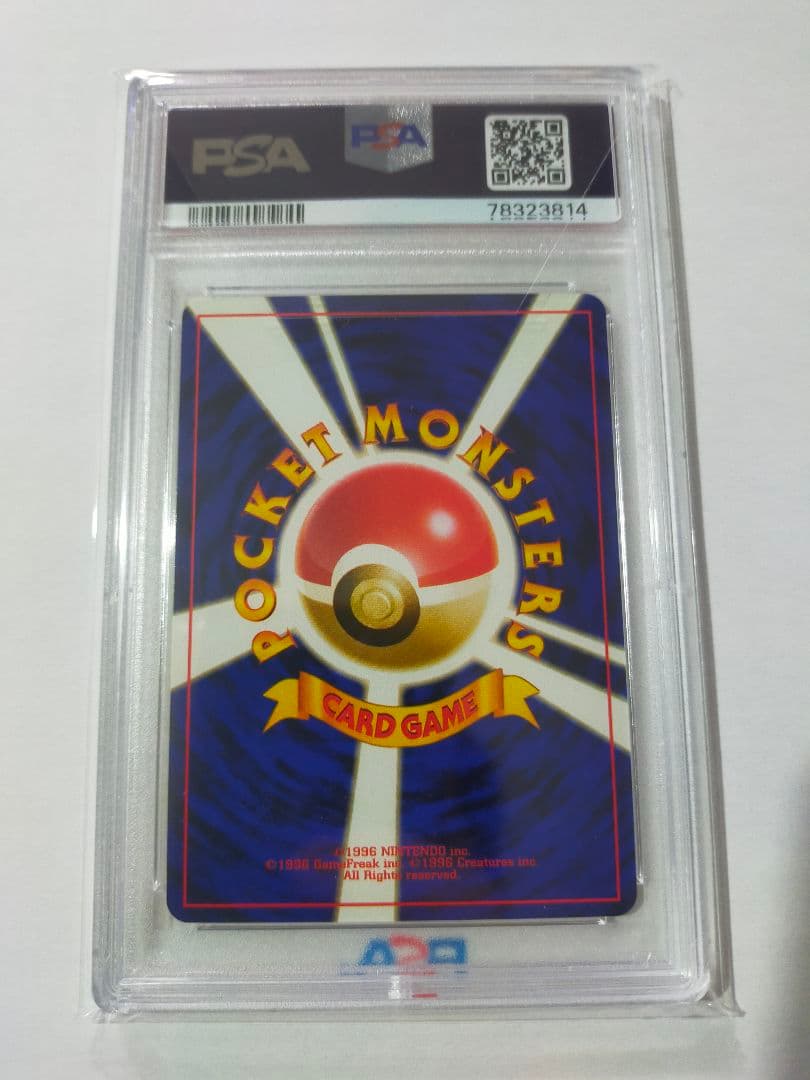 PSA
PSA
78323814
POCKET MONSTERS
CARD GAME
©1996 NINTENDO inc.
©1996 GameFreak inc. ©1996 Creatures inc.
All Rights reserved.
PSA